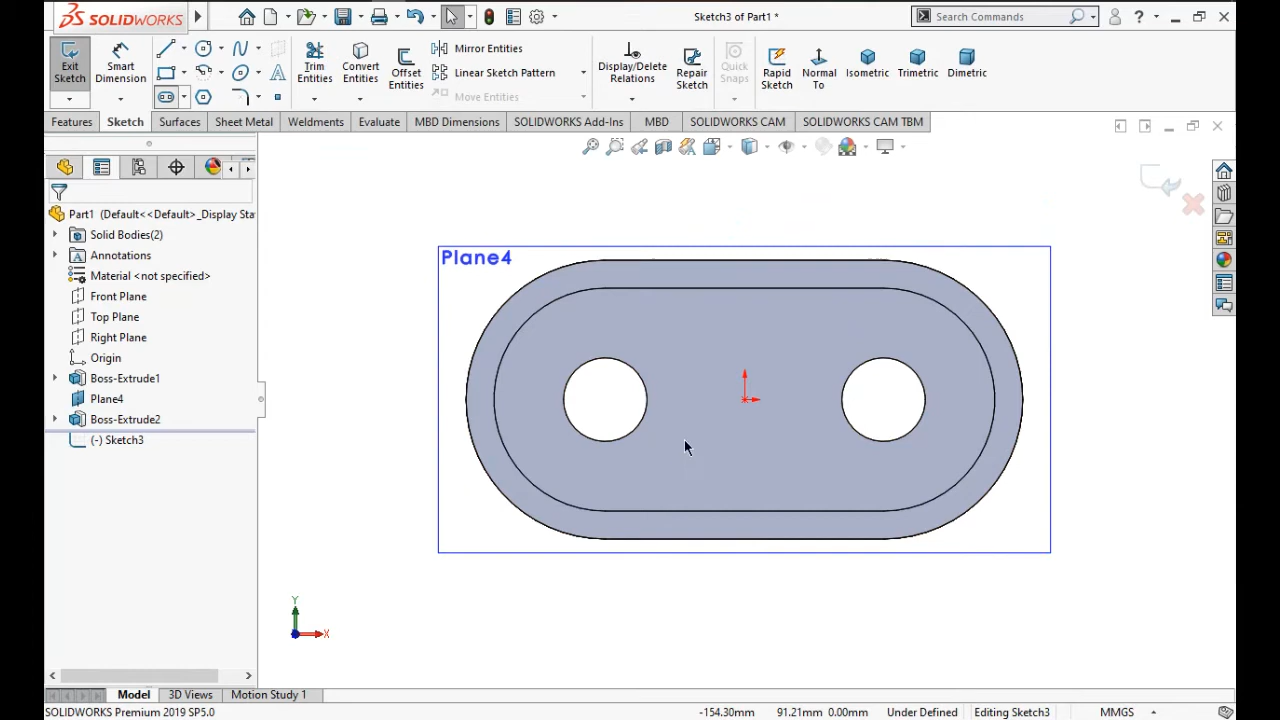 SOLIDWORKS
Sketch3 of Part1 *
Search Commands
Exit Sketch
Smart Dimension
Trim Entities
Convert Entities
Offset Entities
Mirror Entities
Linear Sketch Pattern
Move Entities
Display/Delete Relations
Repair Sketch
Quick Snaps
Rapid Sketch
Normal To
Isometric
Trimetric
Dimetric
Features
Sketch
Surfaces
Sheet Metal
Weldments
Evaluate
MBD Dimensions
SOLIDWORKS Add-Ins
MBD
SOLIDWORKS CAM
SOLIDWORKS CAM TBM
Part1 (Default<<Default>_Display Sta
Solid Bodies(2)
Annotations
Material <not specified>
Front Plane
Top Plane
Right Plane
Origin
Boss-Extrude1
Plane4
Boss-Extrude2
(-) Sketch3
Plane4
Y
X
Model
3D Views
Motion Study 1
SOLIDWORKS Premium 2019 SP5.0
-154.30mm
91.21mm
0.00mm
Under Defined
Editing Sketch3
MMGS